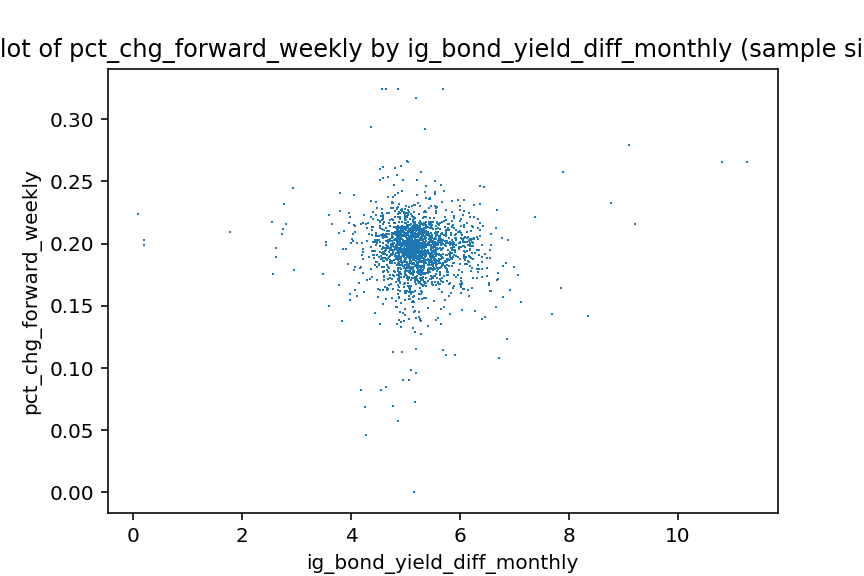 lot of pct_chg_forward_weekly by ig_bond_yield_diff_monthly (sample si
0.30
0.25
0.20
0.15
0.10
0.05
0.00
pct_chg_forward_weekly
0 2 4 6 8 10
ig_bond_yield_diff_monthly